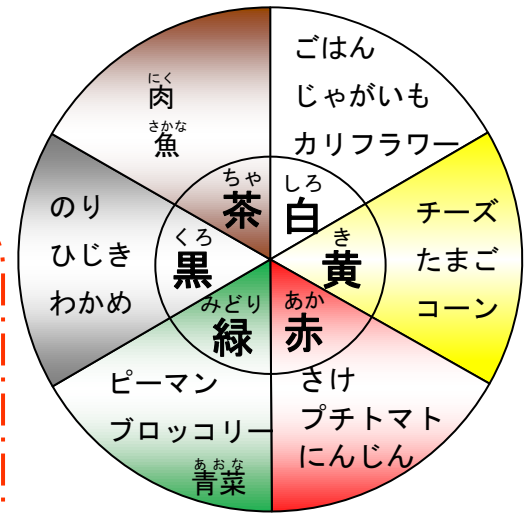 ごはん
じゃがいも
カリフラワー
しろ
白
チーズ
たまご
コーン
き
黄
さけ
プチトマト
にんじん
あか
赤
ピーマン
ブロッコリー
あおな
青菜
みどり
緑
のり
ひじき
わかめ
くろ
黒
にく
肉
さかな
魚
ちゃ
茶